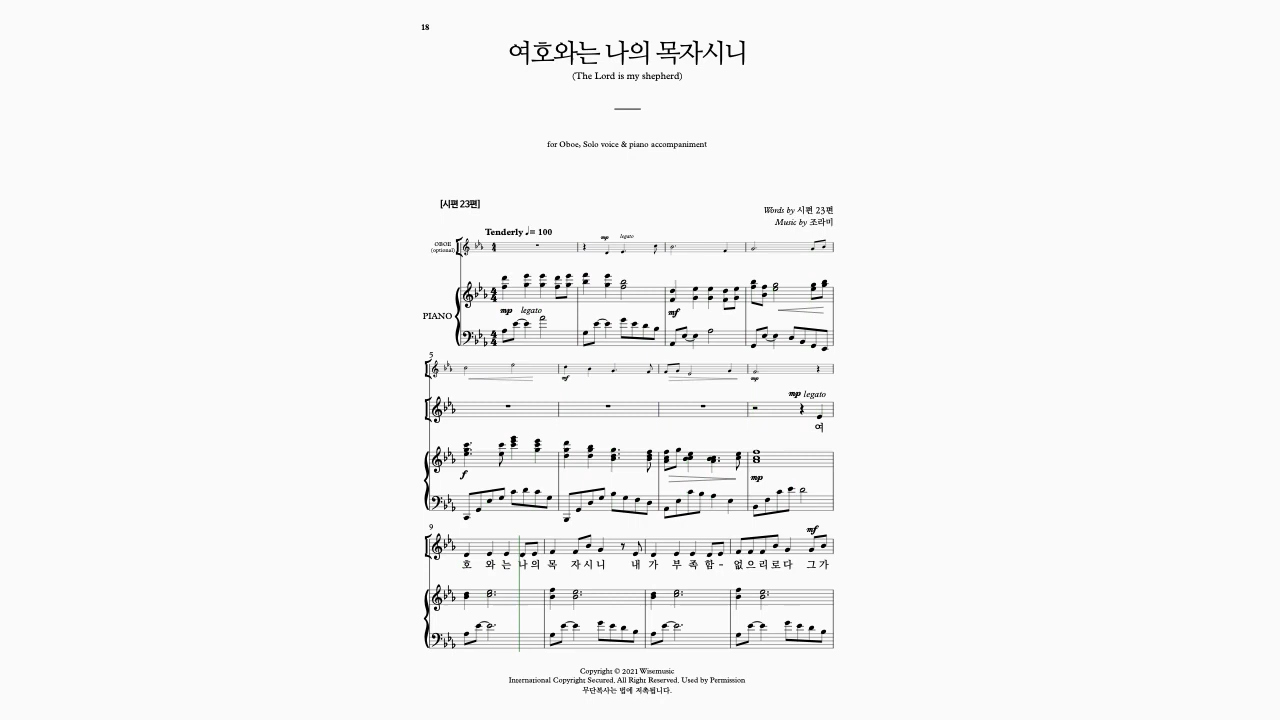 18
여호와는 나의 목자시니
(The Lord is my shepherd)
for Oboe, Solo voice & piano accompaniment
[시편 23편]
Words by 시편 23편
Music by 조라미
Tenderly ♩= 100
OBOE
(optional)
mp legato
PIANO
mp legato
mf
5
mf
mp
mp legato
여
f
mp
9
mf
호 와 는 나의 목 자시니 내 가 부 족 함 - 없으리로다 그가
Copyright © 2021 Wisemusic
International Copyright Secured. All Right Reserved. Used by Permission
무단복사는 법에 저촉됩니다.